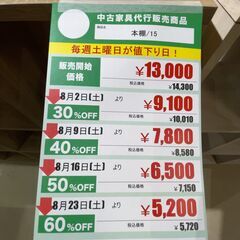 中古家具代行販売商品
商品名
本棚/15
毎週土曜日が値下り日！
販売開始価格 ¥13,000
税込価格 ¥14,300
8月2日(土) より ¥9,100
30%OFF 税込価格 ¥10,010
8月9日(土) より ¥7,800
40%OFF 税込価格 ¥8,580
8月16日(土) より ¥6,500
50%OFF 税込価格 ¥7,150
8月23日(土) より ¥5,200
60%OFF 税込価格 ¥5,720